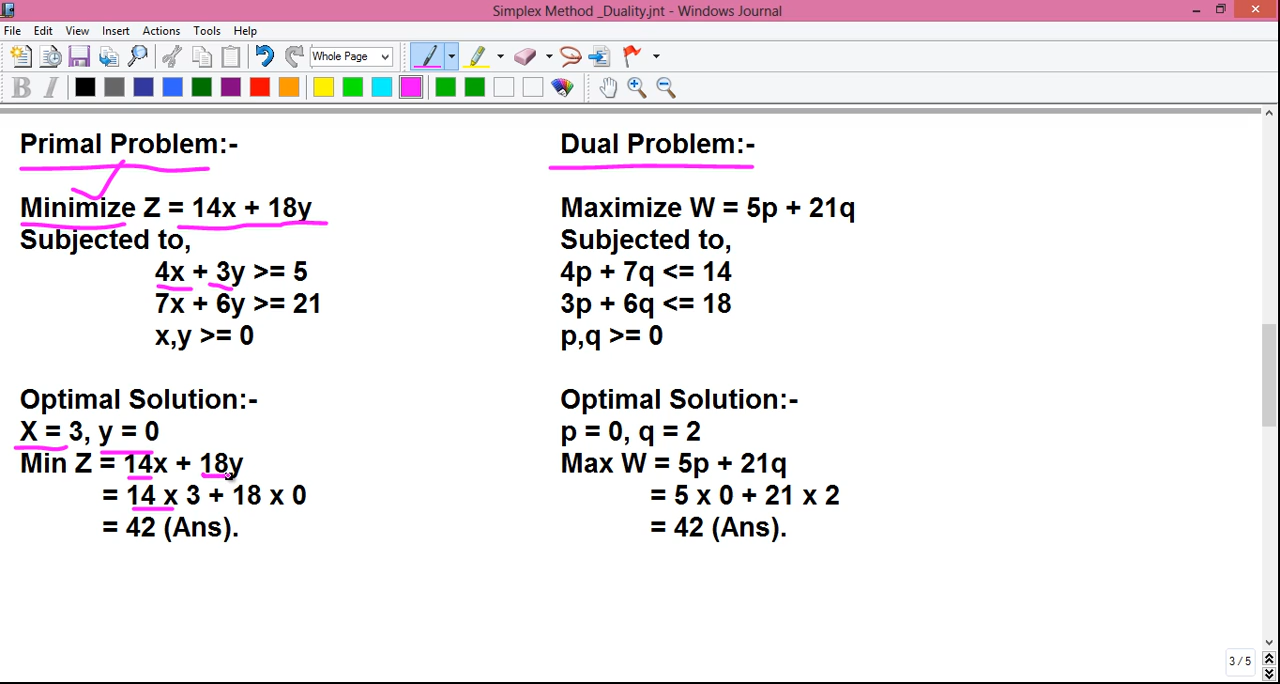 Simplex Method _Duality.jnt - Windows Journal
File Edit View Insert Actions Tools Help
Whole Page
B I
Primal Problem:-
Minimize Z = 14x + 18y
Subjected to,
4x + 3y >= 5
7x + 6y >= 21
x,y >= 0
Optimal Solution:-
X = 3, y = 0
Min Z = 14x + 18y
= 14 x 3 + 18 x 0
= 42 (Ans).
Dual Problem:-
Maximize W = 5p + 21q
Subjected to,
4p + 7q <= 14
3p + 6q <= 18
p,q >= 0
Optimal Solution:-
p = 0, q = 2
Max W = 5p + 21q
= 5 x 0 + 21 x 2
= 42 (Ans).
3 / 5